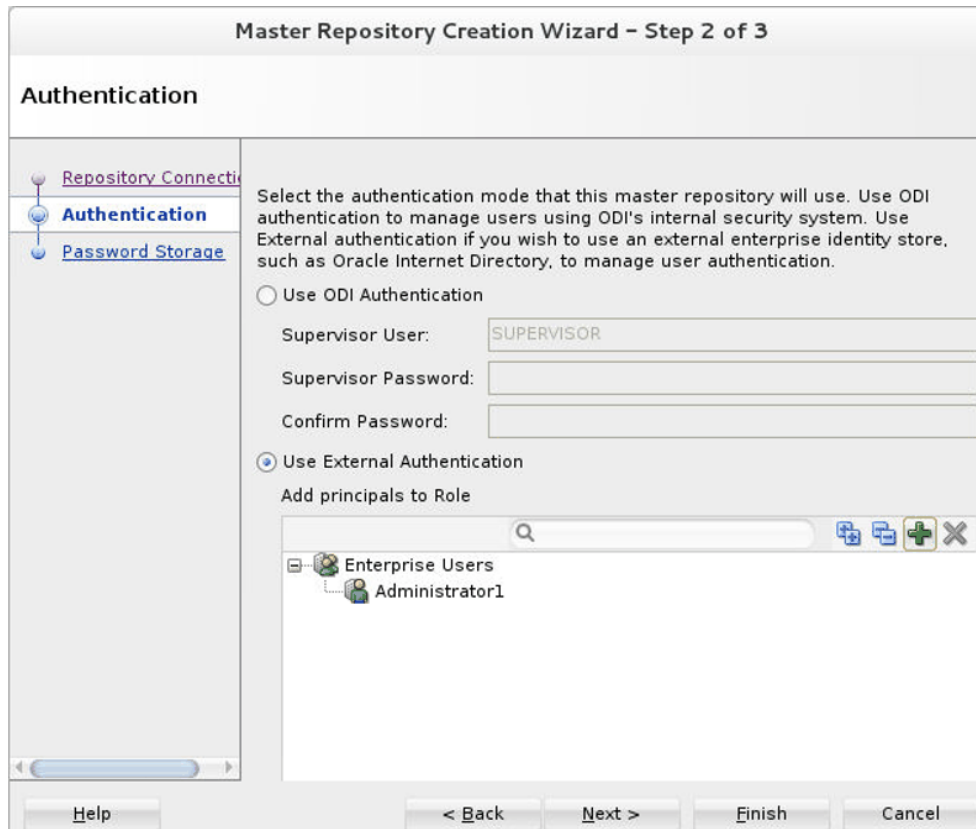 Master Repository Creation Wizard – Step 2 of 3
Authentication
Repository Connecti
Authentication
Password Storage
Select the authentication mode that this master repository will use. Use ODI
authentication to manage users using ODI's internal security system. Use
External authentication if you wish to use an external enterprise identity store,
such as Oracle Internet Directory, to manage user authentication.
Use ODI Authentication
Supervisor User: SUPERVISOR
Supervisor Password:
Confirm Password:
Use External Authentication
Add principals to Role
Enterprise Users
Administrator1
Help < Back Next > Finish Cancel